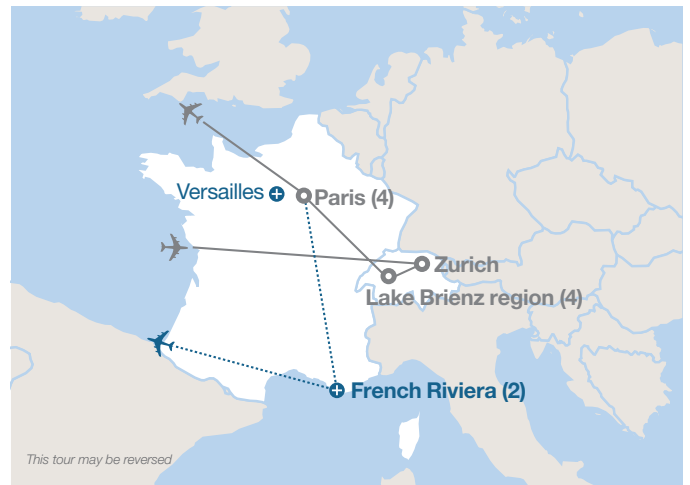 Versailles
Paris (4)
Zurich
Lake Brienz region (4)
French Riviera (2)
This tour may be reversed